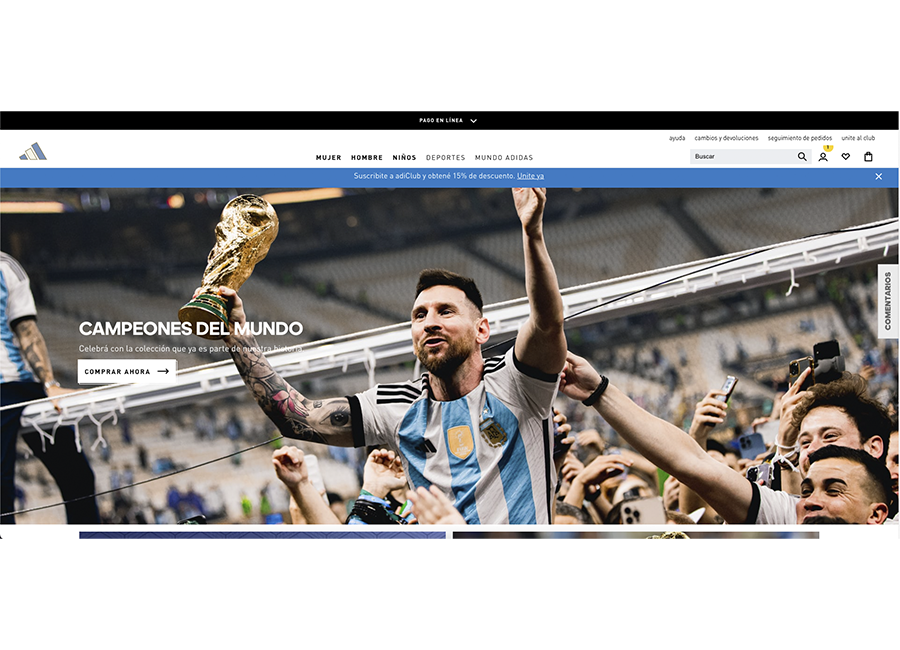 PAGO EN LÍNEA
ayuda cambios y devoluciones seguimiento de pedidos unite al club
MUJER HOMBRE NIÑOS DEPORTES MUNDO ADIDAS
Buscar
1
Suscribite a adiClub y obtené 15% de descuento. Unite ya
COMENTARIOS
CAMPEONES DEL MUNDO
Celebrá con la colección que ya es parte de nuestra historia.
COMPRAR AHORA